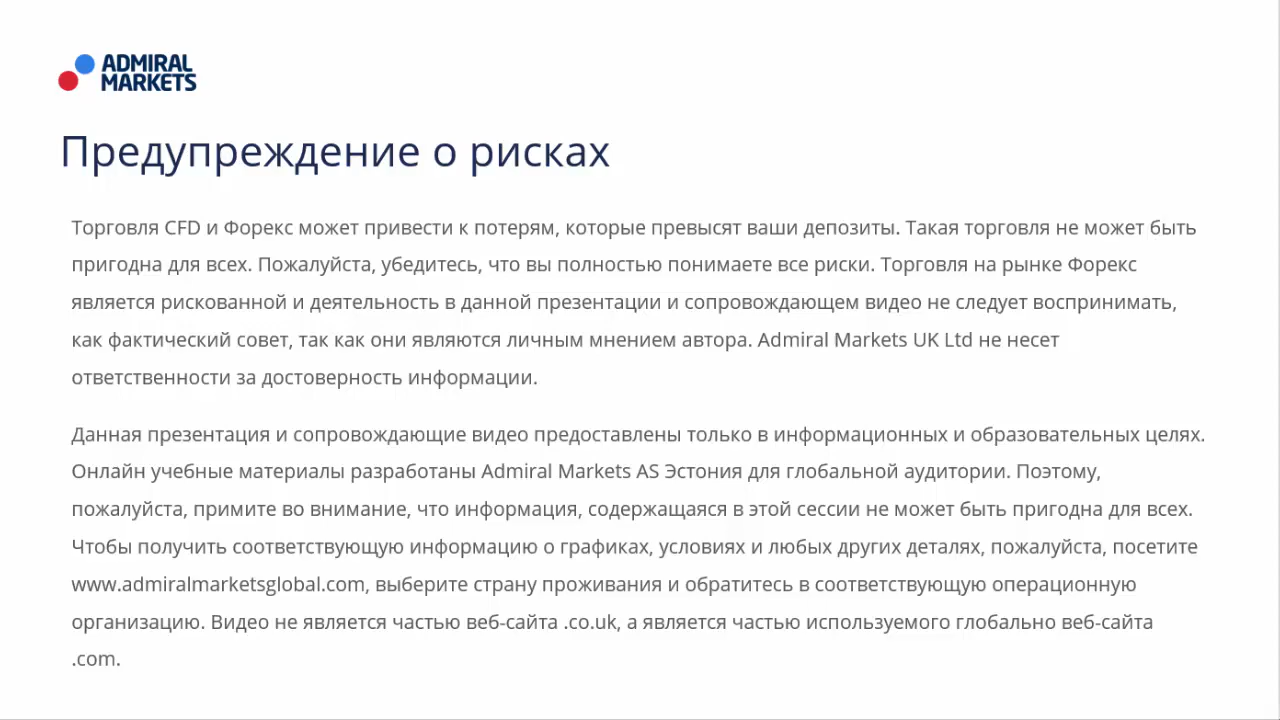 ADMIRAL
MARKETS
Предупреждение о рисках
Торговля CFD и Форекс может привести к потерям, которые превысят ваши депозиты. Такая торговля не может быть
пригодна для всех. Пожалуйста, убедитесь, что вы полностью понимаете все риски. Торговля на рынке Форекс
является рискованной и деятельность в данной презентации и сопровождающем видео не следует воспринимать,
как фактический совет, так как они являются личным мнением автора. Admiral Markets UK Ltd не несет
ответственности за достоверность информации.
Данная презентация и сопровождающие видео предоставлены только в информационных и образовательных целях.
Онлайн учебные материалы разработаны Admiral Markets AS Эстония для глобальной аудитории. Поэтому,
пожалуйста, примите во внимание, что информация, содержащаяся в этой сессии не может быть пригодна для всех.
Чтобы получить соответствующую информацию о графиках, условиях и любых других деталях, пожалуйста, посетите
www.admiralmarketsglobal.com, выберите страну проживания и обратитесь в соответствующую операционную
организацию. Видео не является частью веб-сайта .co.uk, а является частью используемого глобально веб-сайта
.com.